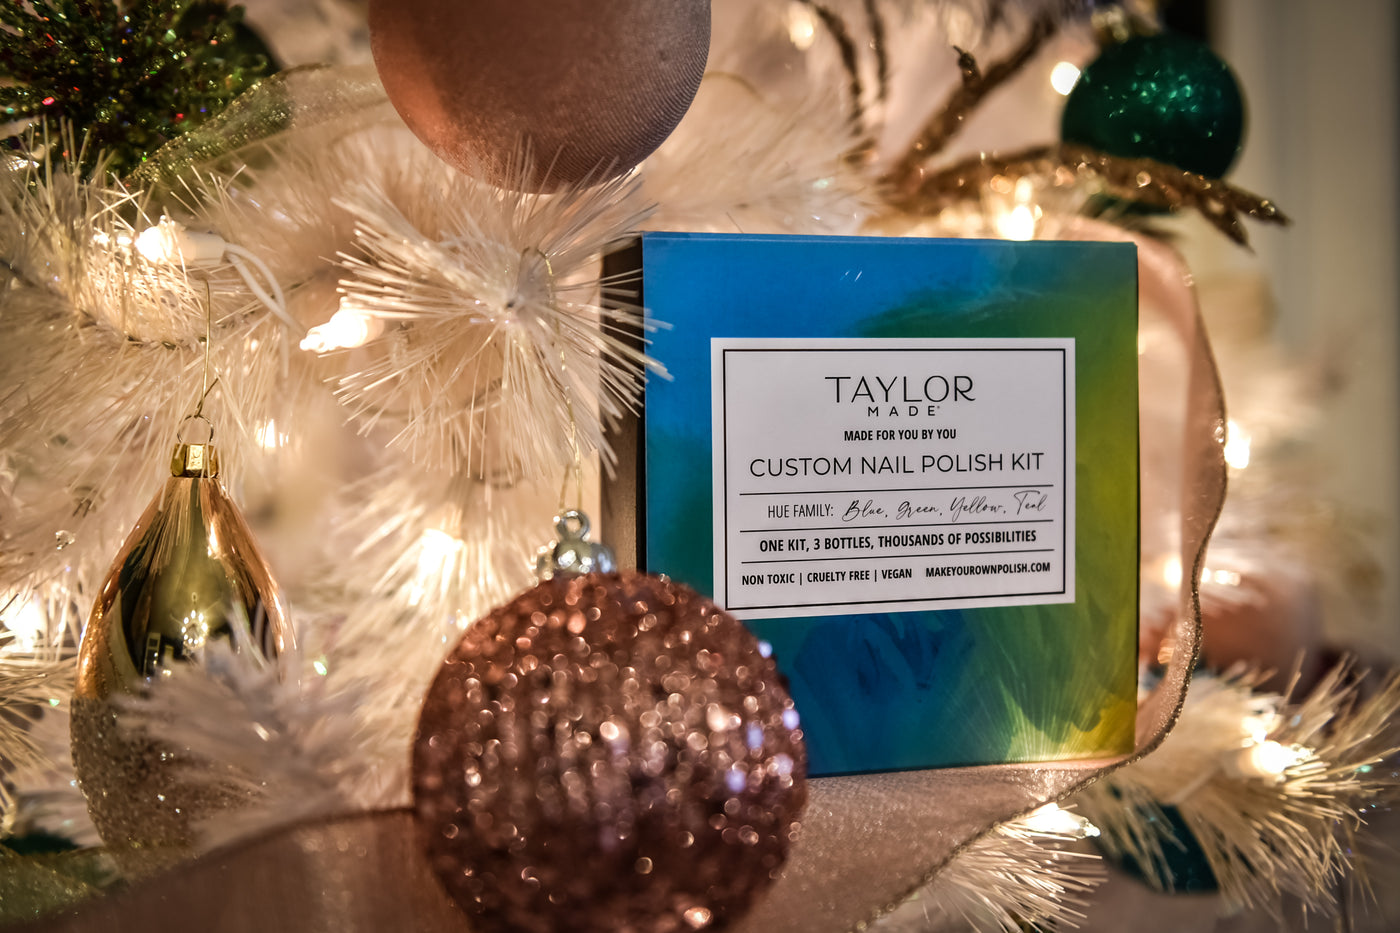 TAYLOR
MADE®
MADE FOR YOU BY YOU
CUSTOM NAIL POLISH KIT
HUE FAMILY: Blue, Green, Yellow, Teal
ONE KIT, 3 BOTTLES, THOUSANDS OF POSSIBILITIES
NON TOXIC | CRUELTY FREE | VEGAN MAKEYOUROWNPOLISH.COM